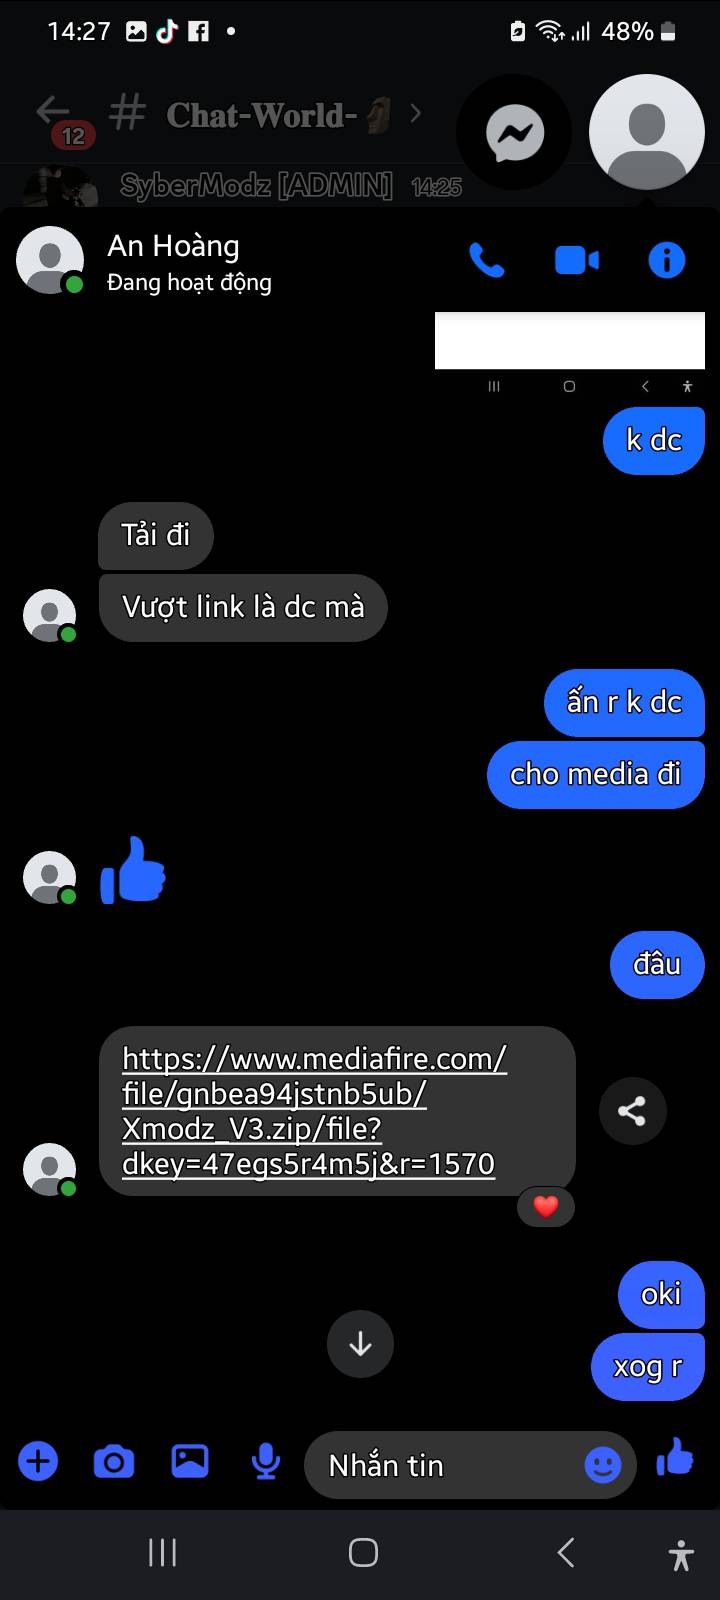 14:27
48%
12
# Chat-World-🗿
SyberModz [ADMIN] 14:25
An Hoàng
Đang hoạt động
k dc
Tải đi
Vượt link là dc mà
ấn r k dc
cho media đi
đâu
https://www.mediafire.com/
file/gnbea94jstnb5ub/
Xmodz_V3.zip/file?
dkey=47egs5r4m5j&r=1570
oki
xog r
Nhắn tin